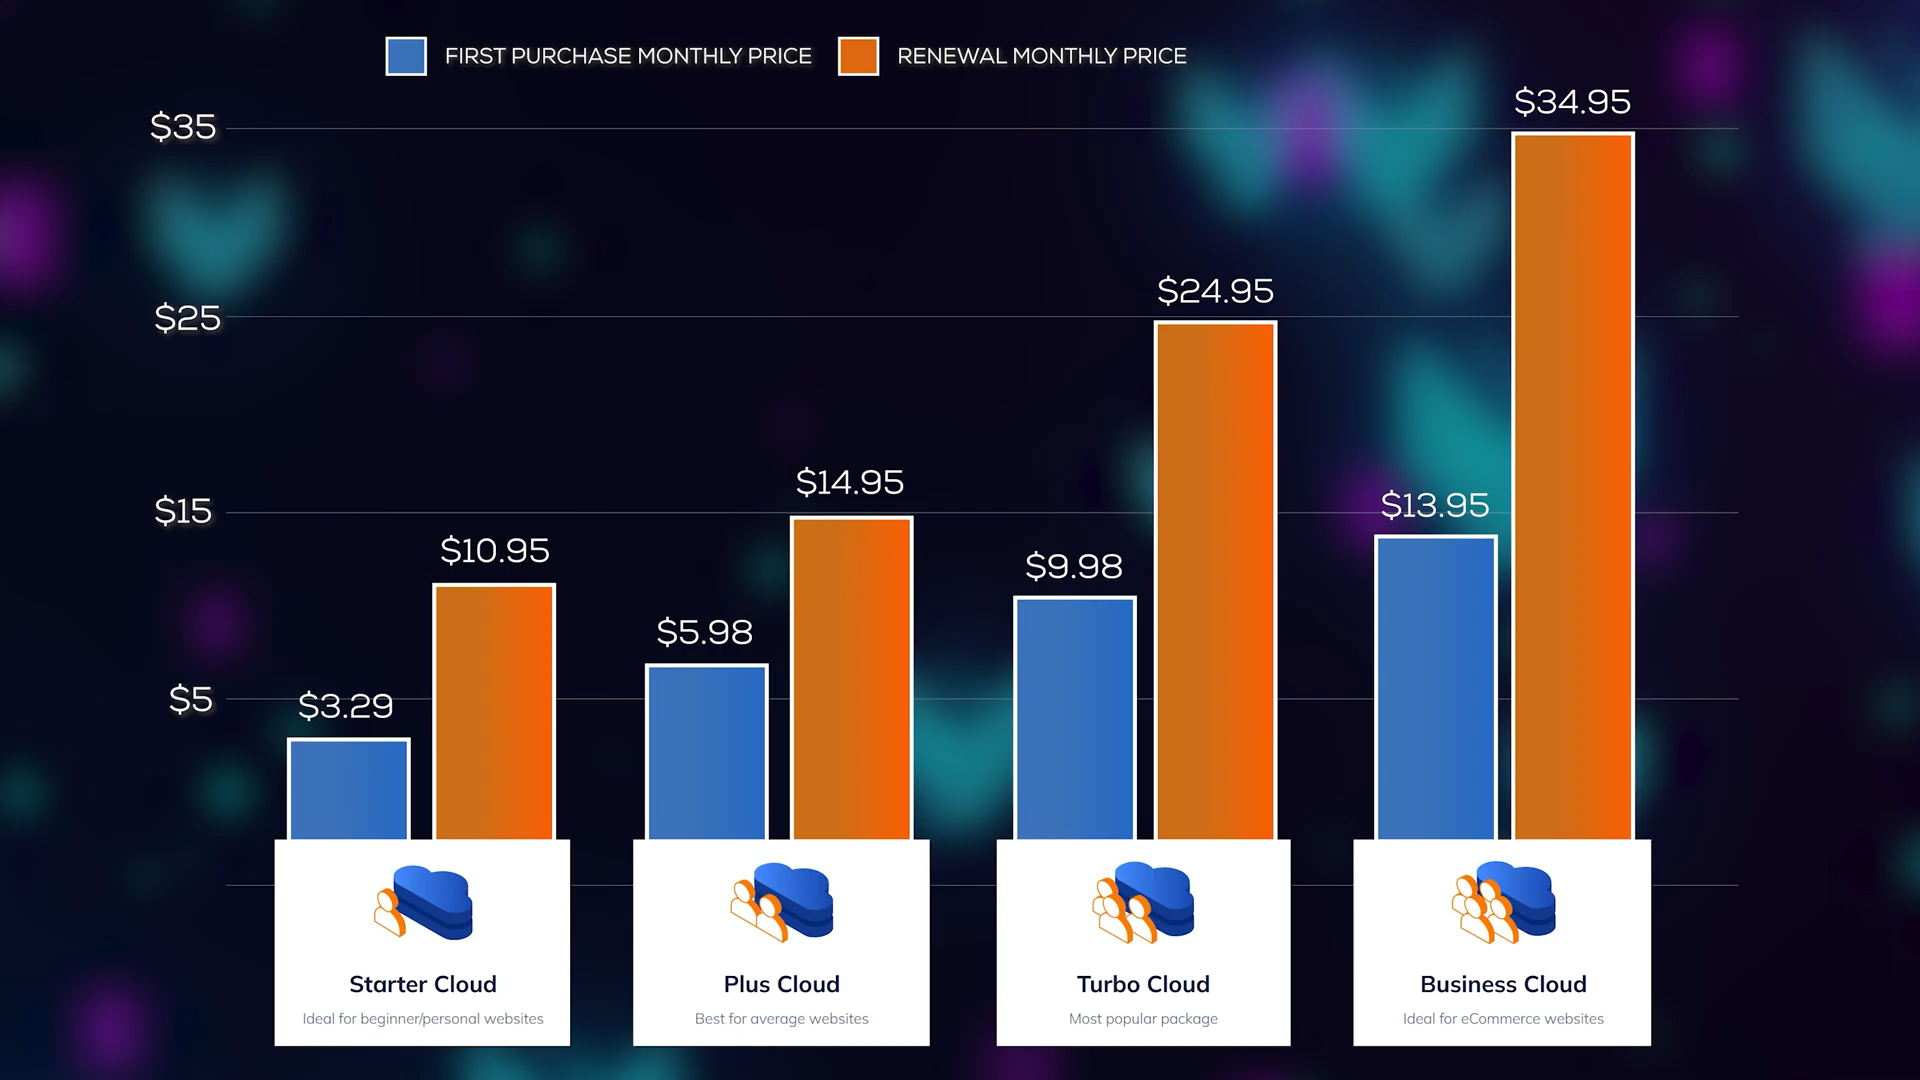 FIRST PURCHASE MONTHLY PRICE
RENEWAL MONTHLY PRICE
$35
$25
$15
$5
$3.29
$10.95
$5.98
$14.95
$9.98
$24.95
$13.95
$34.95
Starter Cloud
Ideal for beginner/personal websites
Plus Cloud
Best for average websites
Turbo Cloud
Most popular package
Business Cloud
Ideal for eCommerce websites